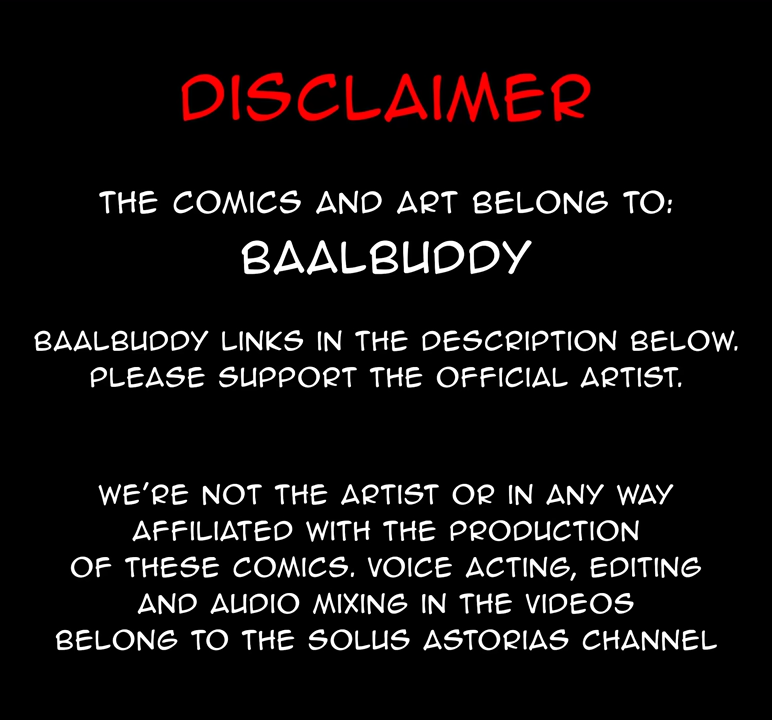 DISCLAIMER
THE COMICS AND ART BELONG TO:
BAALBUDDY
BAALBUDDY LINKS IN THE DESCRIPTION BELOW.
PLEASE SUPPORT THE OFFICIAL ARTIST.
WE'RE NOT THE ARTIST OR IN ANY WAY
AFFILIATED WITH THE PRODUCTION
OF THESE COMICS. VOICE ACTING, EDITING
AND AUDIO MIXING IN THE VIDEOS
BELONG TO THE SOLUS ASTORIAS CHANNEL